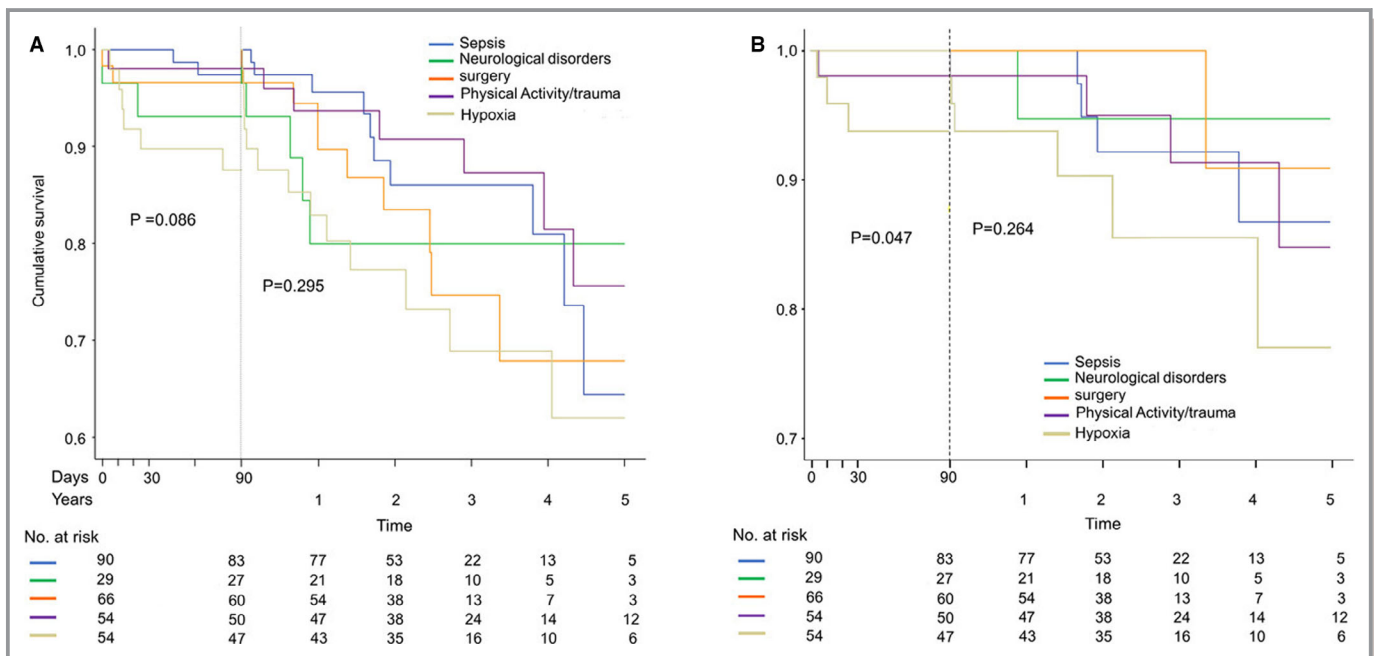 A
Sepsis
Neurological disorders
surgery
Physical Activity/trauma
Hypoxia
1,0
0.9
0.8
0.7
0.6
Cumulative survival
P =0.086
P=0.295
Days 0 30 90
Years 1 2 3 4 5
Time
No. at risk
90 83 77 53 22 13 5
29 27 21 18 10 5 3
66 60 54 38 13 7 3
54 50 47 38 24 14 12
54 47 43 35 16 10 6
B
1.0
0.9
0.8
0.7
P=0.047
P=0.264
Sepsis
Neurological disorders
surgery
Physical Activity/trauma
Hypoxia
0 30 90
1 2 3 4 5
Time
No. at risk
90 83 77 53 22 13 5
29 27 21 18 10 5 3
66 60 54 38 13 7 3
54 50 47 38 24 14 12
54 47 43 35 16 10 6